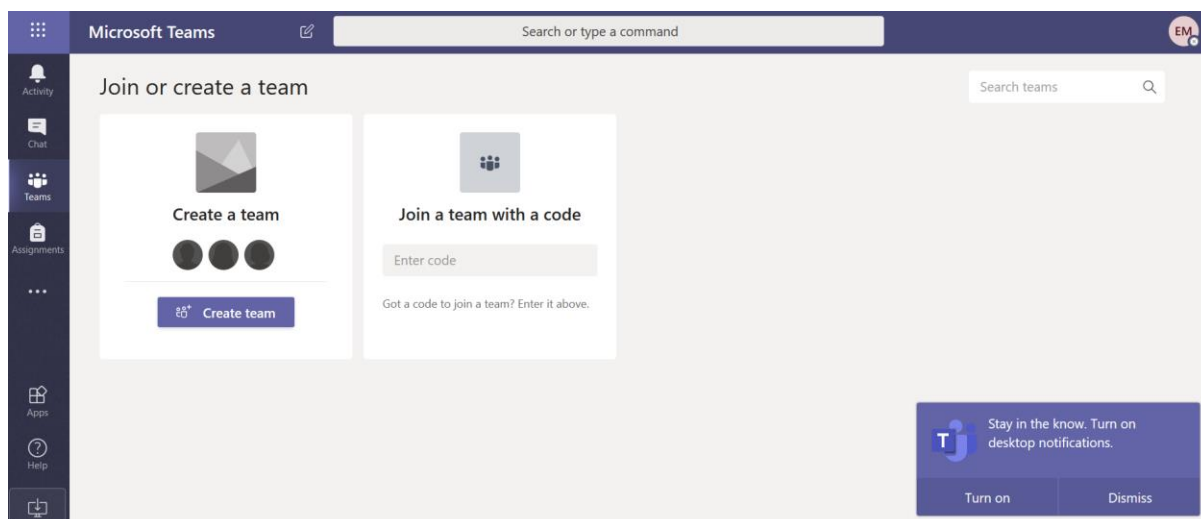 Microsoft Teams
Search or type a command
EM
Activity
Chat
Teams
Assignments
Apps
Help
Join or create a team
Search teams
Create a team
Create team
Join a team with a code
Enter code
Got a code to join a team? Enter it above.
T
Stay in the know. Turn on
desktop notifications.
Turn on
Dismiss